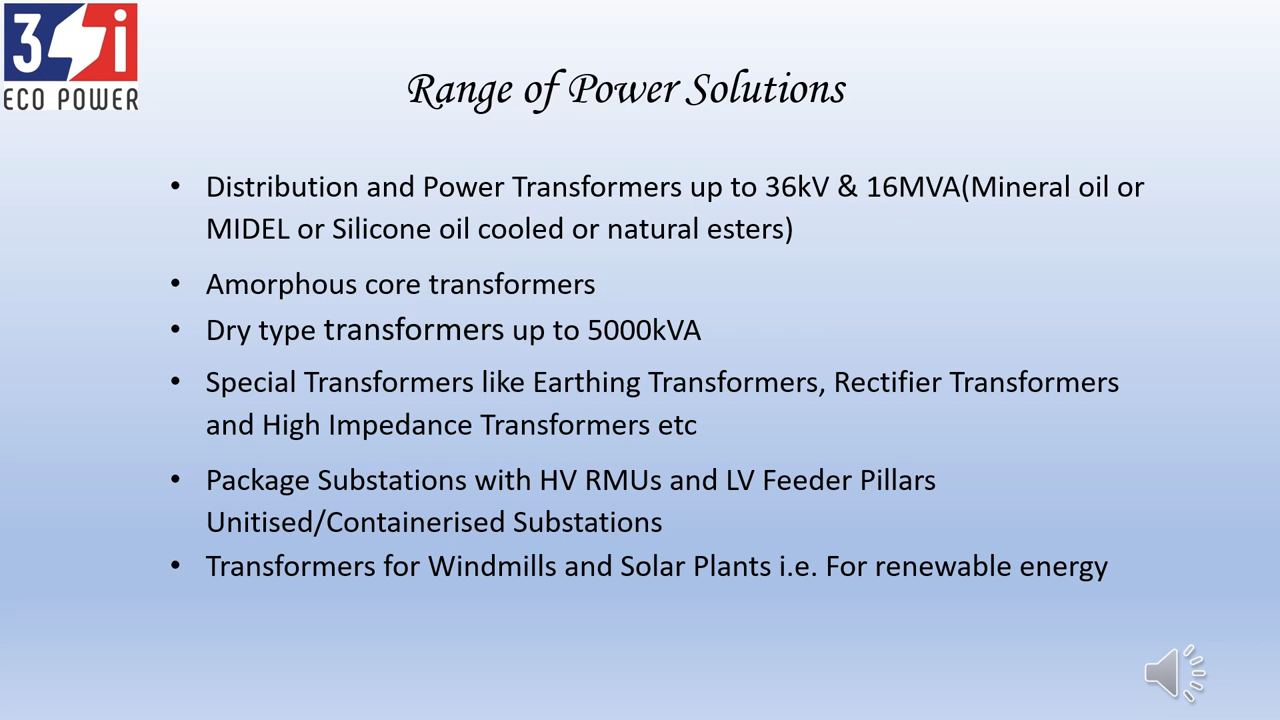 3 i
ECO POWER
Range of Power Solutions
• Distribution and Power Transformers up to 36kV & 16MVA(Mineral oil or
MIDEL or Silicone oil cooled or natural esters)
• Amorphous core transformers
• Dry type transformers up to 5000kVA
• Special Transformers like Earthing Transformers, Rectifier Transformers
and High Impedance Transformers etc
• Package Substations with HV RMUs and LV Feeder Pillars
Unitised/Containerised Substations
• Transformers for Windmills and Solar Plants i.e. For renewable energy